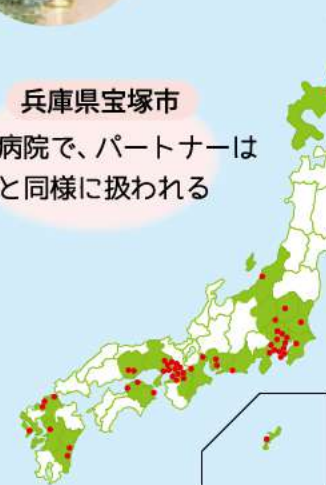 兵庫県宝塚市
病院で、パートナーは
と同様に扱われる